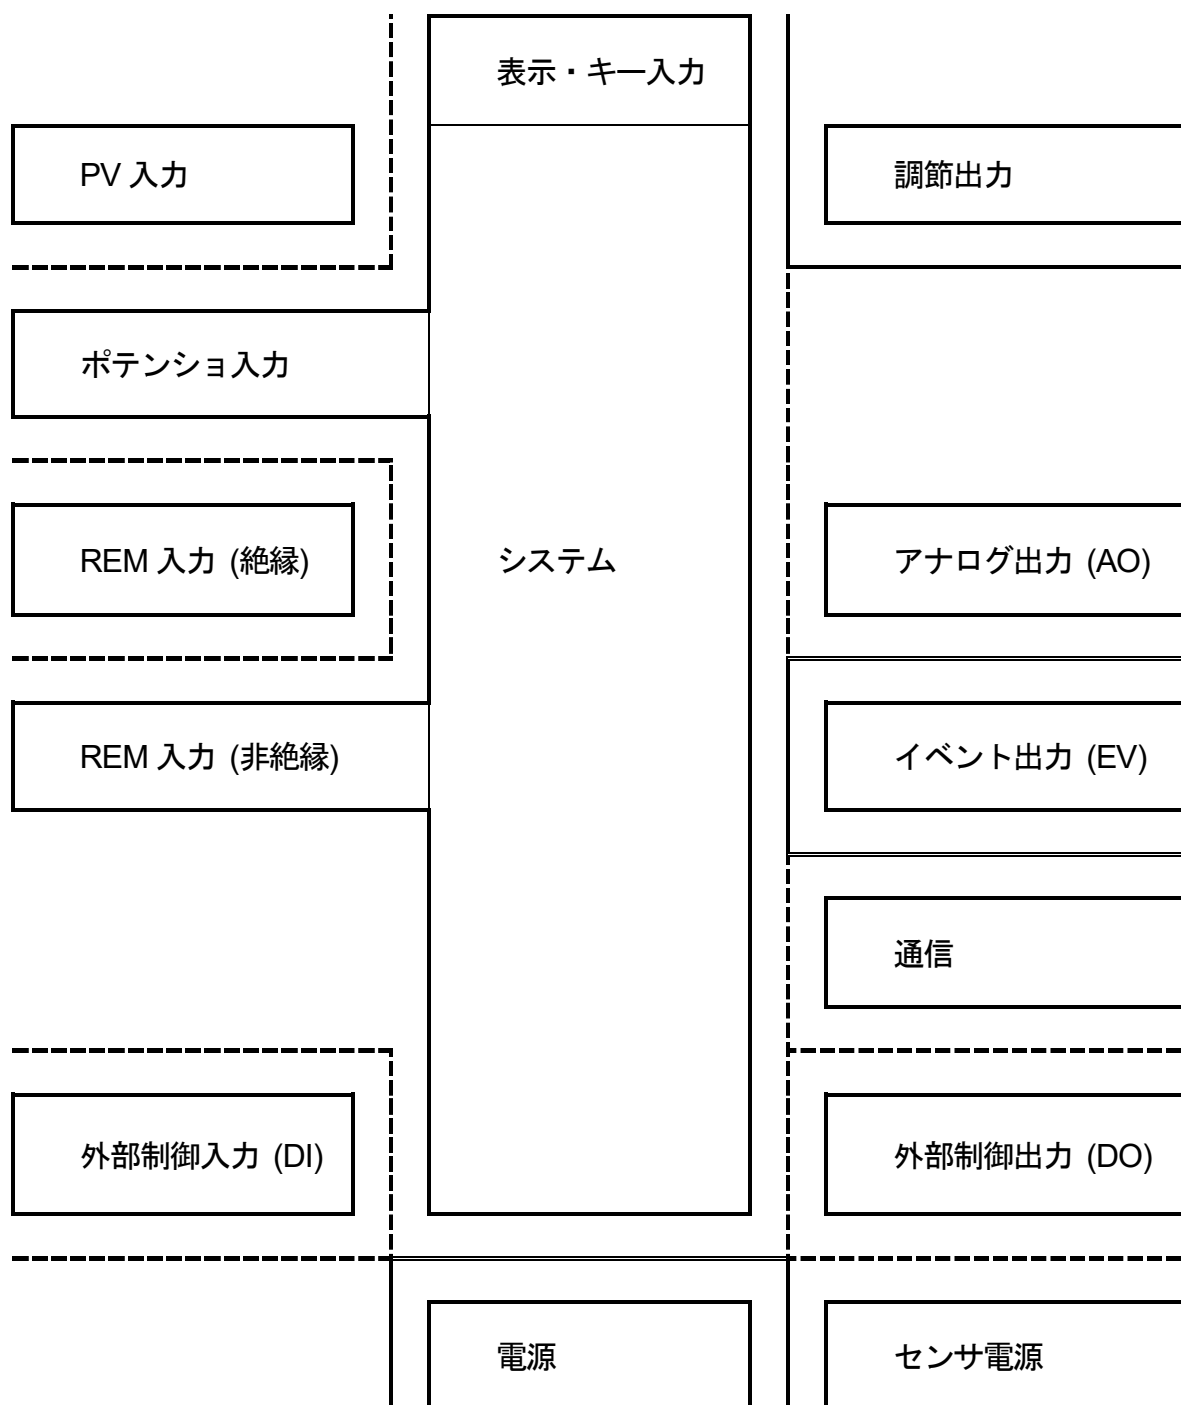 表示・キー入力
PV 入力
調節出力
ポテンショ入力
REM 入力 (絶縁)
システム
アナログ出力 (AO)
REM 入力 (非絶縁)
イベント出力 (EV)
通信
外部制御入力 (DI)
外部制御出力 (DO)
電源
センサ電源